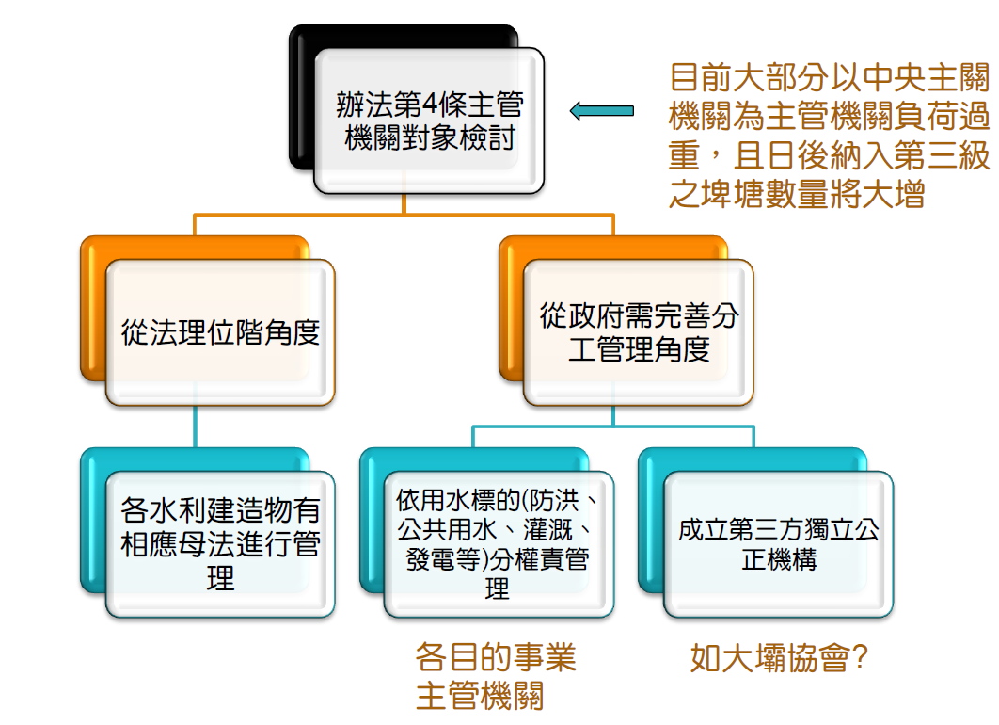 辦法第4條主管
機關對象檢討
目前大部分以中央主關
機關為主管機關負荷過
重，且日後納入第三級
之埤塘數量將大增
從法理位階角度
從政府需完善分
工管理角度
各水利建造物有
相應母法進行管
理
依用水標的(防洪、
公共用水、灌溉、
發電等)分權責管
理
成立第三方獨立公
正機構
各目的事業
主管機關
如大壩協會?